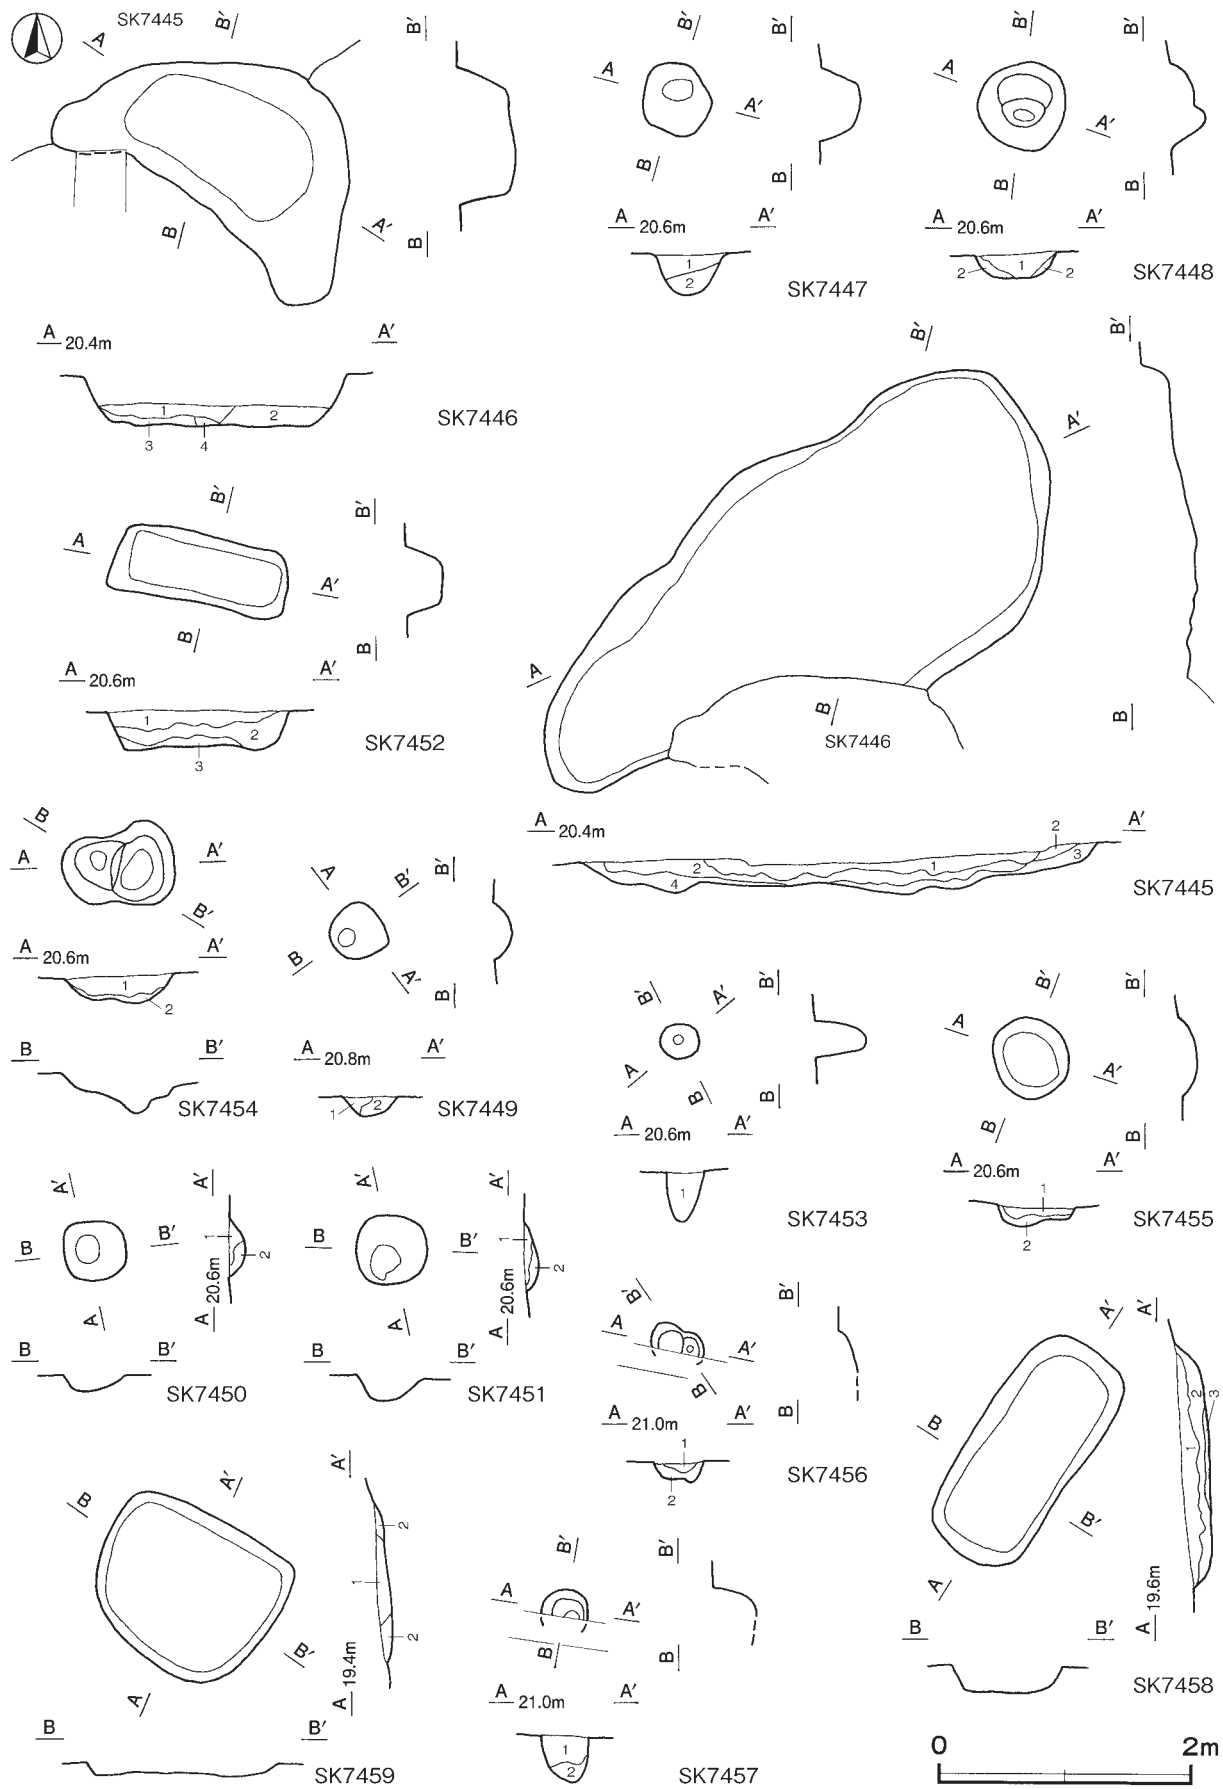 SK7445
B'
A
A'
B
B'
B
A 20.4m A'
1
2
3
4
SK7446
B'
A
A'
B
B'
B
A 20.6m A'
1
2
SK7447
B'
A
A'
B
B'
B
A 20.6m A'
2
1
2
SK7448
B'
A'
A
B
SK7446
B'
B
A 20.4m A'
2
2
1
3
4
SK7445
B'
A
A'
B
B'
B
A 20.6m A'
1
2
3
SK7452
B
A A'
B'
A 20.6m A'
1
2
B B'
SK7454
A
B'
B
A'
B'
B
A 20.8m A'
1
2
SK7449
B'
A'
A
B
B'
B
A 20.6m A'
1
SK7453
B'
A
A'
B
B'
B
A 20.6m A'
1
2
SK7455
A'
B B'
A
A'
1
2
A 20.6m
B B'
SK7450
A'
B B'
A
A'
1
2
A 20.6m
B B'
SK7451
B'
A
A'
B
B'
B
A 21.0m A'
1
2
SK7456
A'
B
B'
A
A'
1
2
3
A 19.6m
B B'
SK7458
A'
B
B'
A
A'
2
1
2
A 19.4m
B B'
SK7459
B'
A
A'
B
B'
B
A 21.0m A'
1
2
SK7457
0 2m